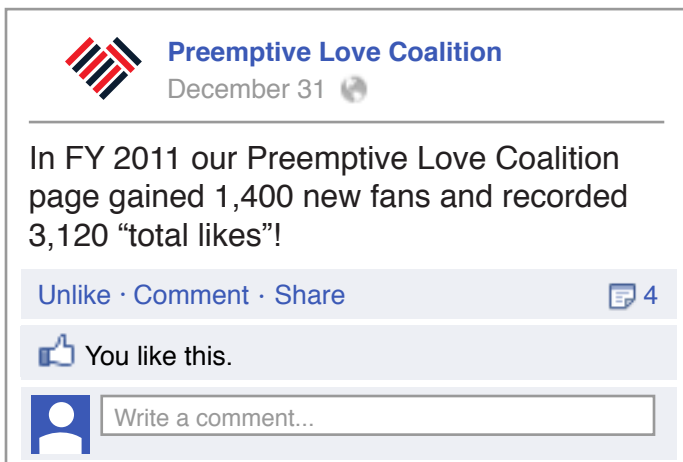 Preemptive Love Coalition
December 31
In FY 2011 our Preemptive Love Coalition
page gained 1,400 new fans and recorded
3,120 “total likes”!
Unlike · Comment · Share 4
You like this.
Write a comment...